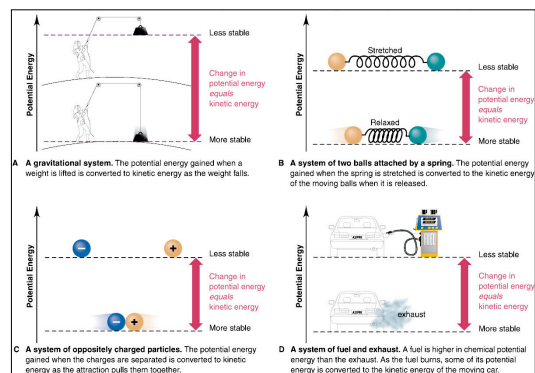 Potential Energy
Less stable
Change in
potential energy
equals
kinetic energy
More stable
A A gravitational system. The potential energy gained when a
weight is lifted is converted to kinetic energy as the weight falls.
Potential Energy
Stretched
Less stable
Change in
potential energy
equals
kinetic energy
Relaxed
More stable
B A system of two balls attached by a spring. The potential energy
gained when the spring is stretched is converted to the kinetic energy
of the moving balls when it is released.
Potential Energy
− +
Less stable
Change in
potential energy
equals
kinetic energy
− +
More stable
C A system of oppositely charged particles. The potential energy
gained when the charges are separated is converted to kinetic
energy as the attraction pulls them together.
Potential Energy
Less stable
Change in
potential energy
equals
kinetic energy
exhaust
More stable
D A system of fuel and exhaust. A fuel is higher in chemical potential
energy than the exhaust. As the fuel burns, some of its potential
energy is converted to the kinetic energy of the moving car.